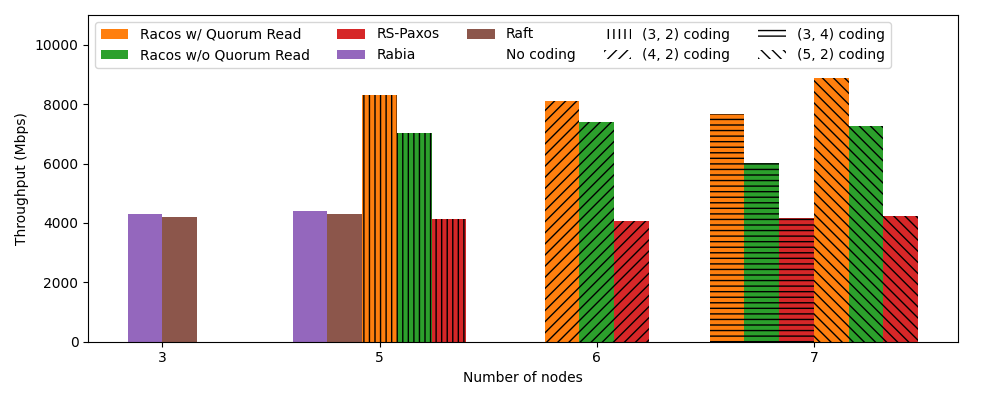 10000
8000
6000
4000
2000
0
Throughput (Mbps)
Racos w/ Quorum Read
Racos w/o Quorum Read
RS-Paxos
Rabia
Raft
No coding
(3, 2) coding
(4, 2) coding
(3, 4) coding
(5, 2) coding
3 5 6 7
Number of nodes